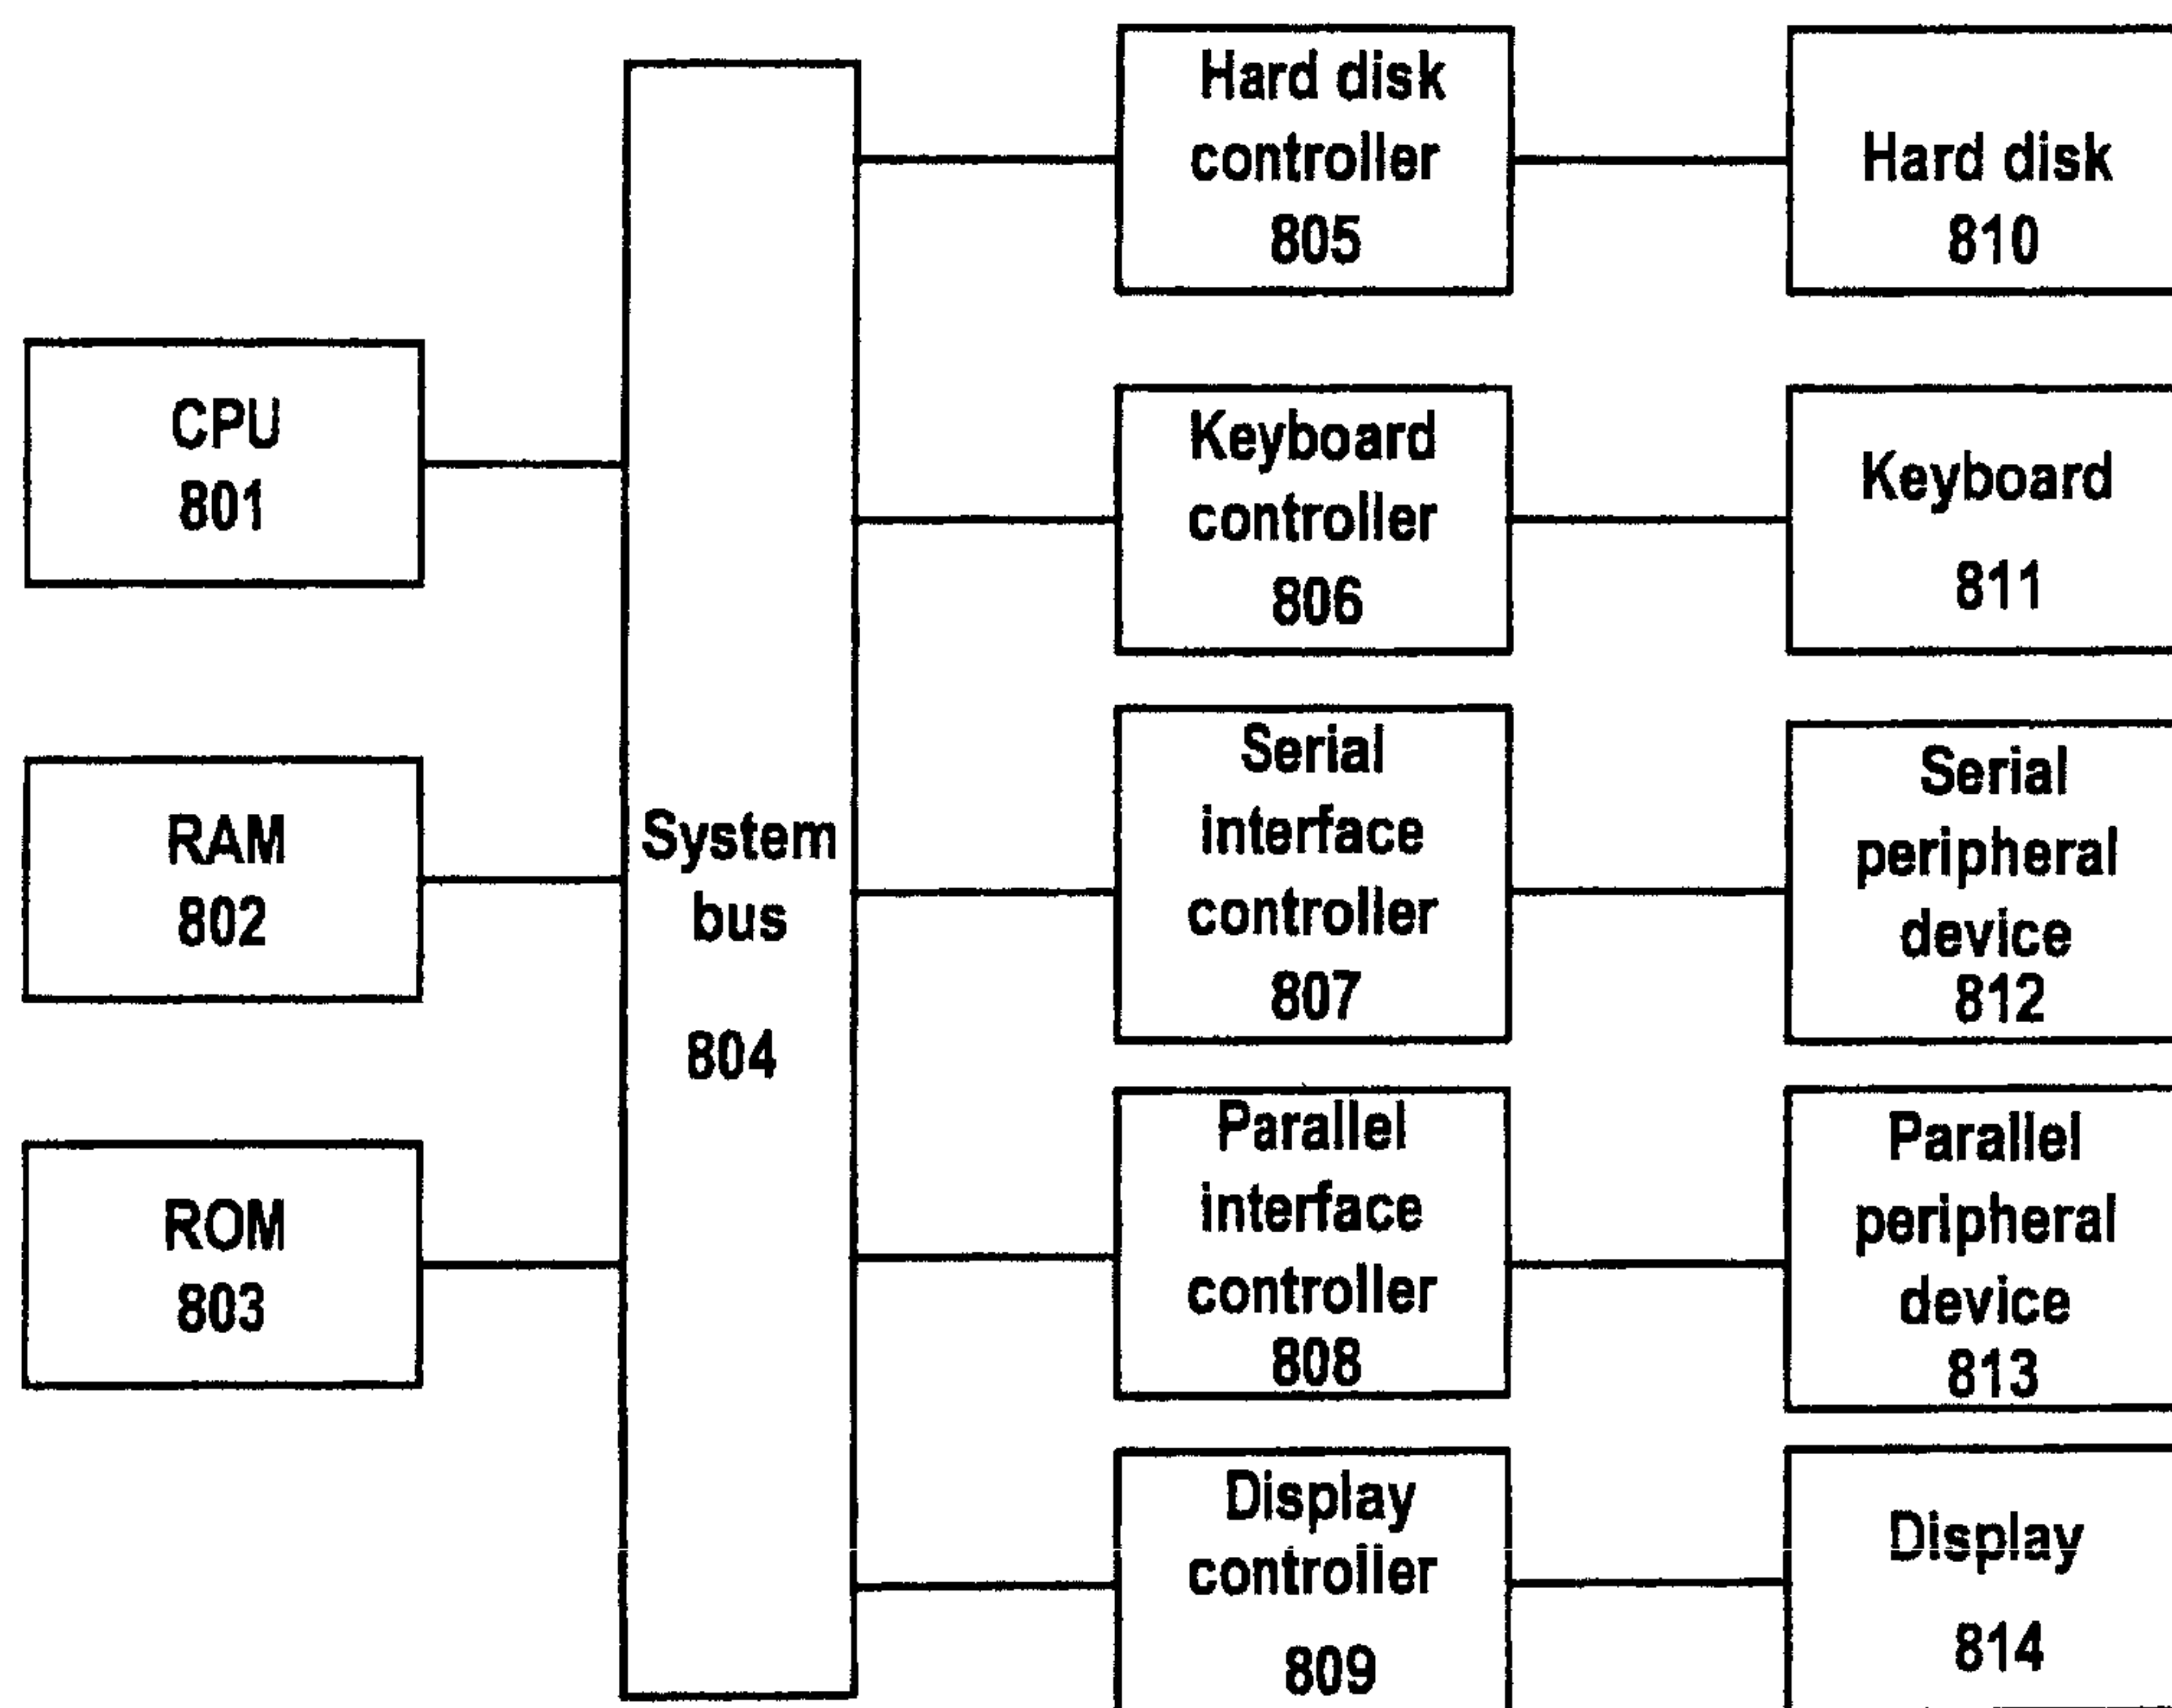 CPU
801
RAM
802
ROM
803
System
bus
804
Hard disk
controller
805
Keyboard
controller
806
Serial
interface
controller
807
Parallel
interface
controller
808
Display
controller
809
Hard disk
810
Keyboard
811
Serial
peripheral
device
812
Parallel
peripheral
device
813
Display
814